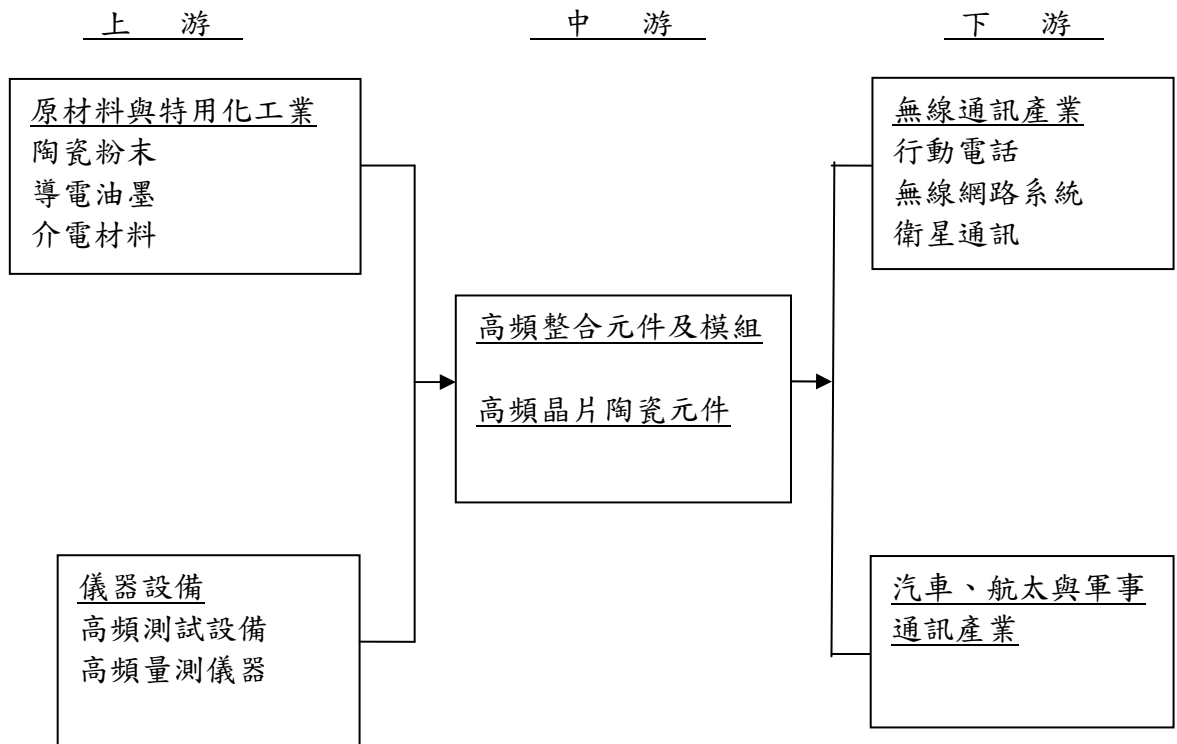 上 游
中 游
下 游
原材料與特用化工業
陶瓷粉末
導電油墨
介電材料
無線通訊產業
行動電話
無線網路系統
衛星通訊
高頻整合元件及模組
高頻晶片陶瓷元件
儀器設備
高頻測試設備
高頻量測儀器
汽車、航太與軍事
通訊產業